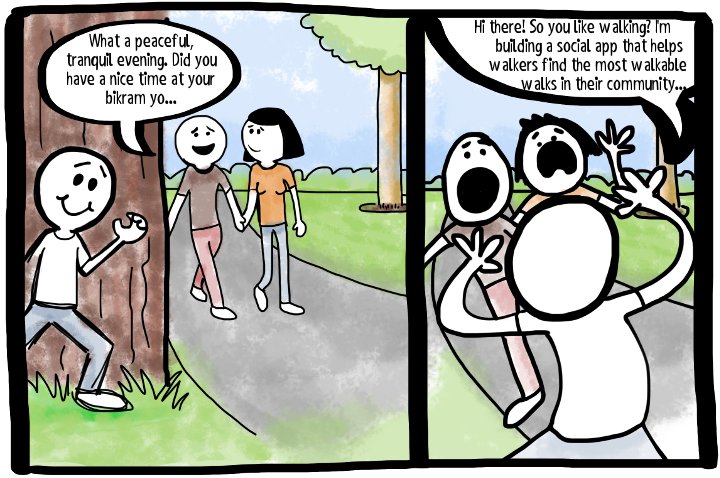 What a peaceful,
tranquil evening. Did you
have a nice time at your
bikram yo...
Hi there! So you like walking? I'm
building a social app that helps
walkers find the most walkable
walks in their community...